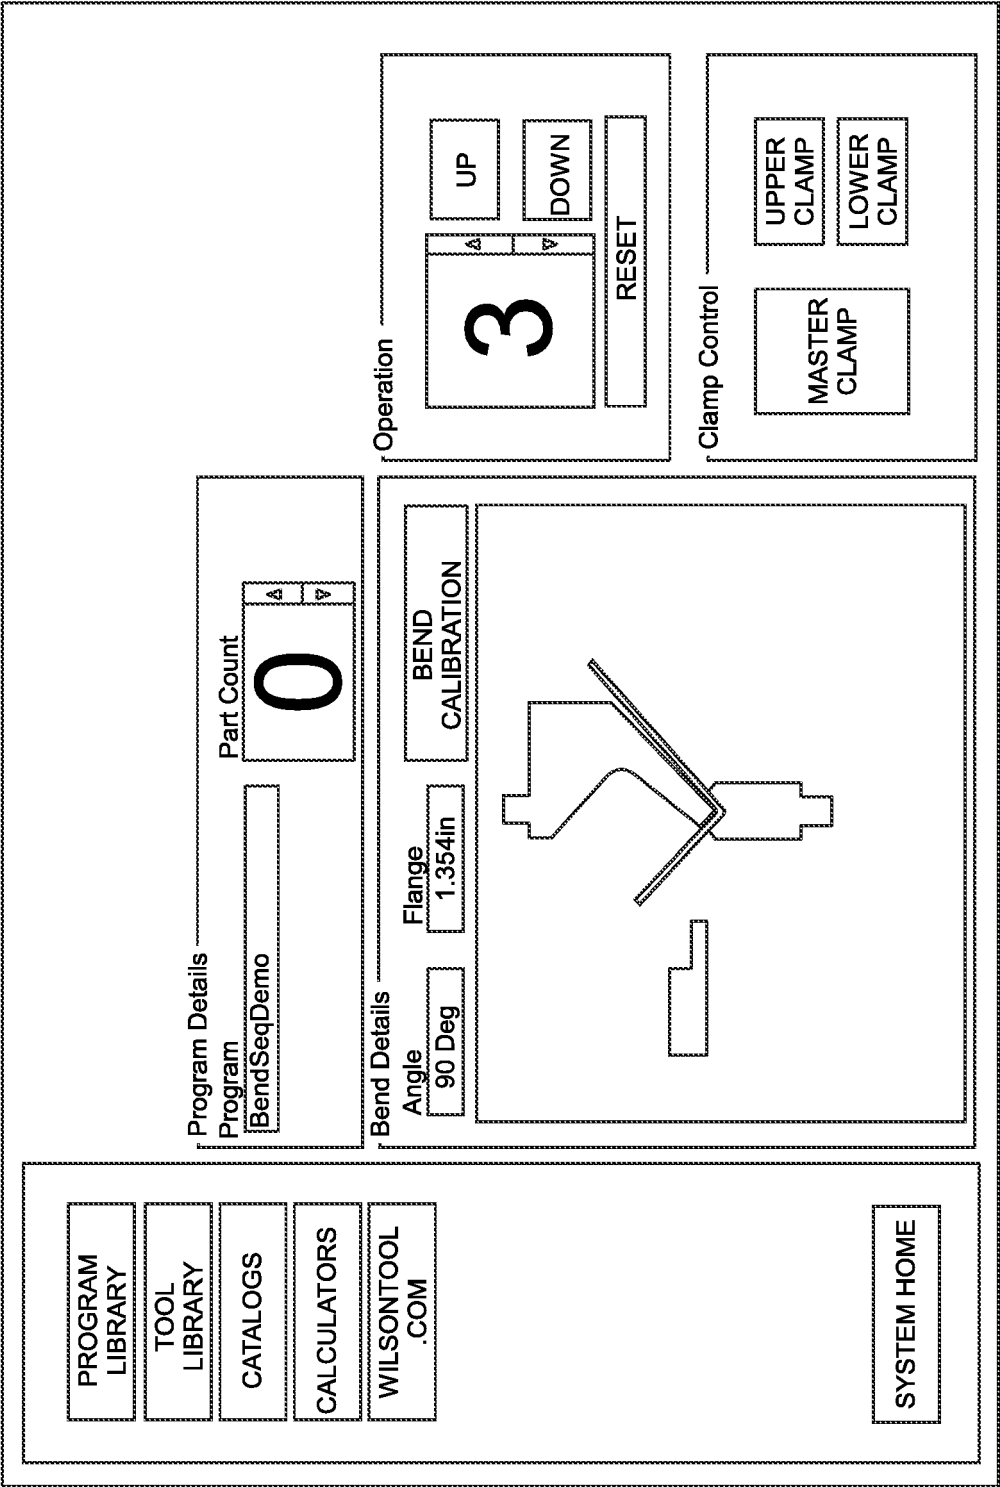 PROGRAM
LIBRARY
TOOL
LIBRARY
CATALOGS
CALCULATORS
WILSONTOOL
.COM
SYSTEM HOME
Program Details
Program
BendSeqDemo
Part Count
0
Bend Details
Angle
90 Deg
Flange
1.354in
BEND
CALIBRATION
Operation
3
UP
DOWN
RESET
Clamp Control
MASTER
CLAMP
UPPER
CLAMP
LOWER
CLAMP